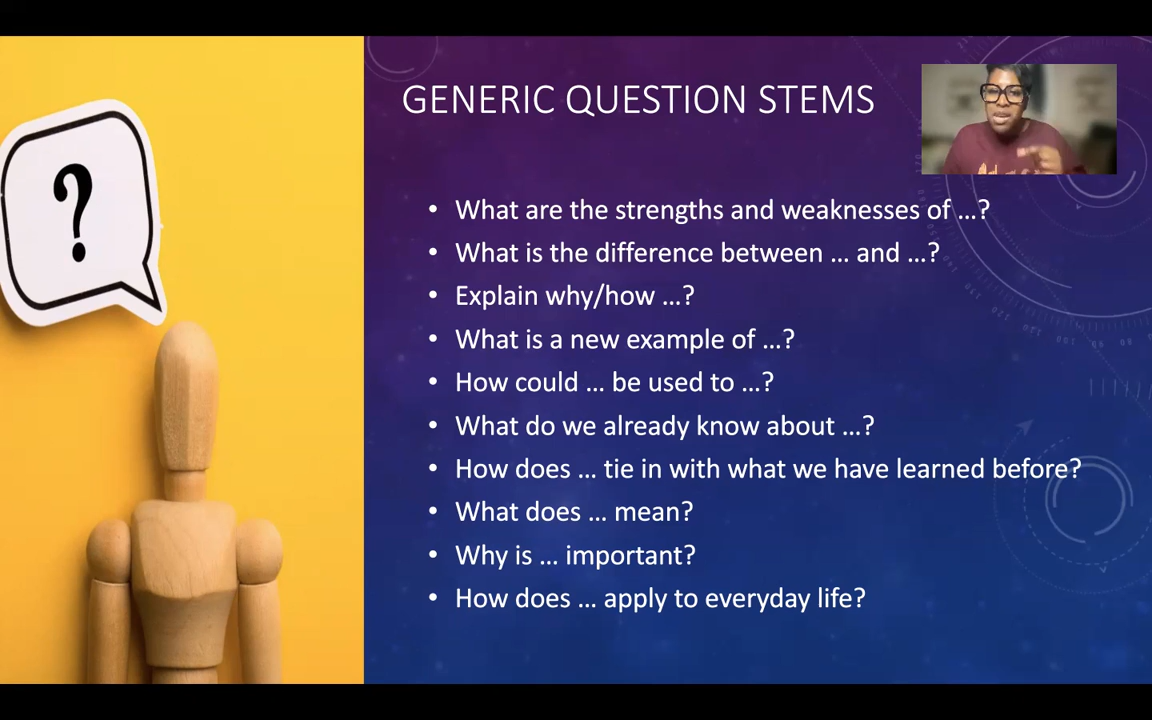 ?
GENERIC QUESTION STEMS
• What are the strengths and weaknesses of ...?
• What is the difference between ... and ...?
• Explain why/how ...?
• What is a new example of ...?
• How could ... be used to ...?
• What do we already know about ...?
• How does ... tie in with what we have learned before?
• What does ... mean?
• Why is ... important?
• How does ... apply to everyday life?